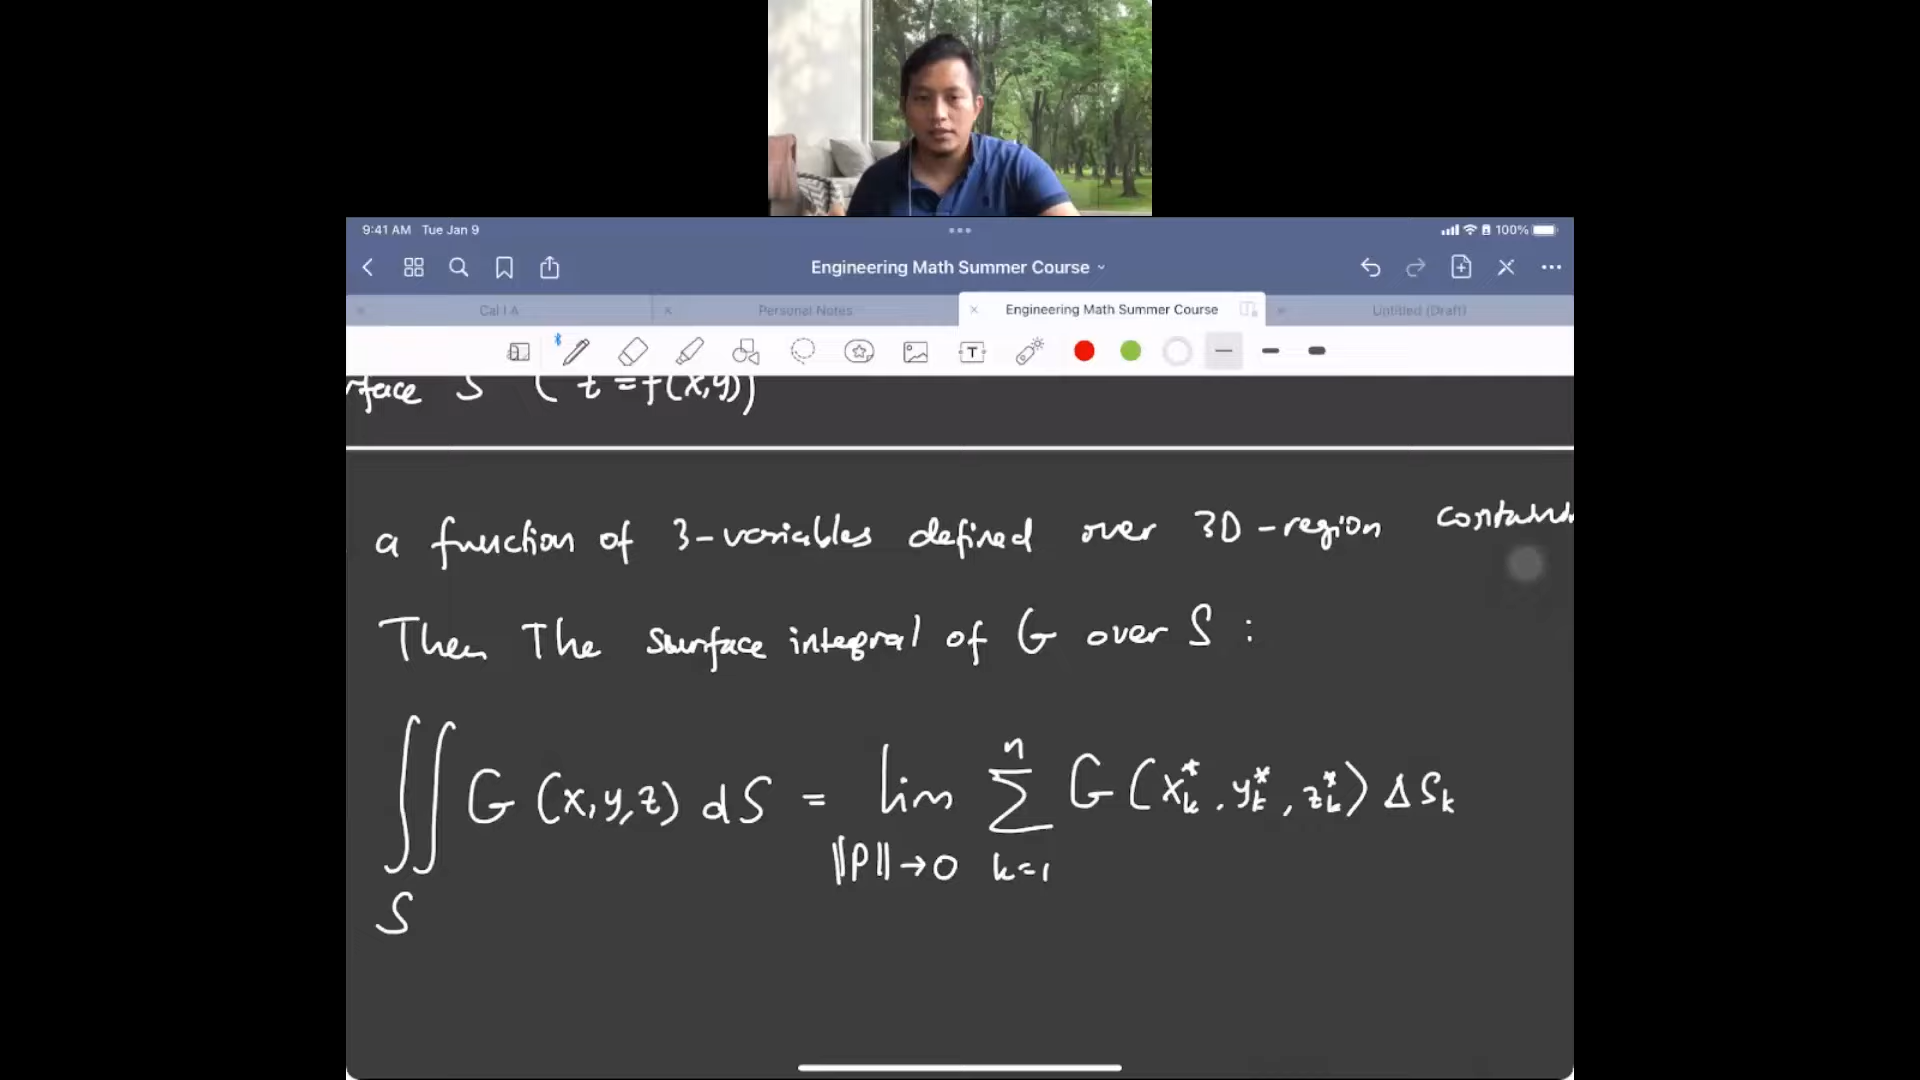 9:41 AM Tue Jan 9
100%
Engineering Math Summer Course
Cal I A
Personal Notes
Engineering Math Summer Course
Untitled (Draft)
T
rface S ( z = f(x,y))
a function of 3-variables defined over 3D-region
Then The surface integral of G over S :
∬ G (x,y,z) dS = lim Σ G (x*k, y*k, z*k) Δ Sk
n
‖P‖→0 k=1
S